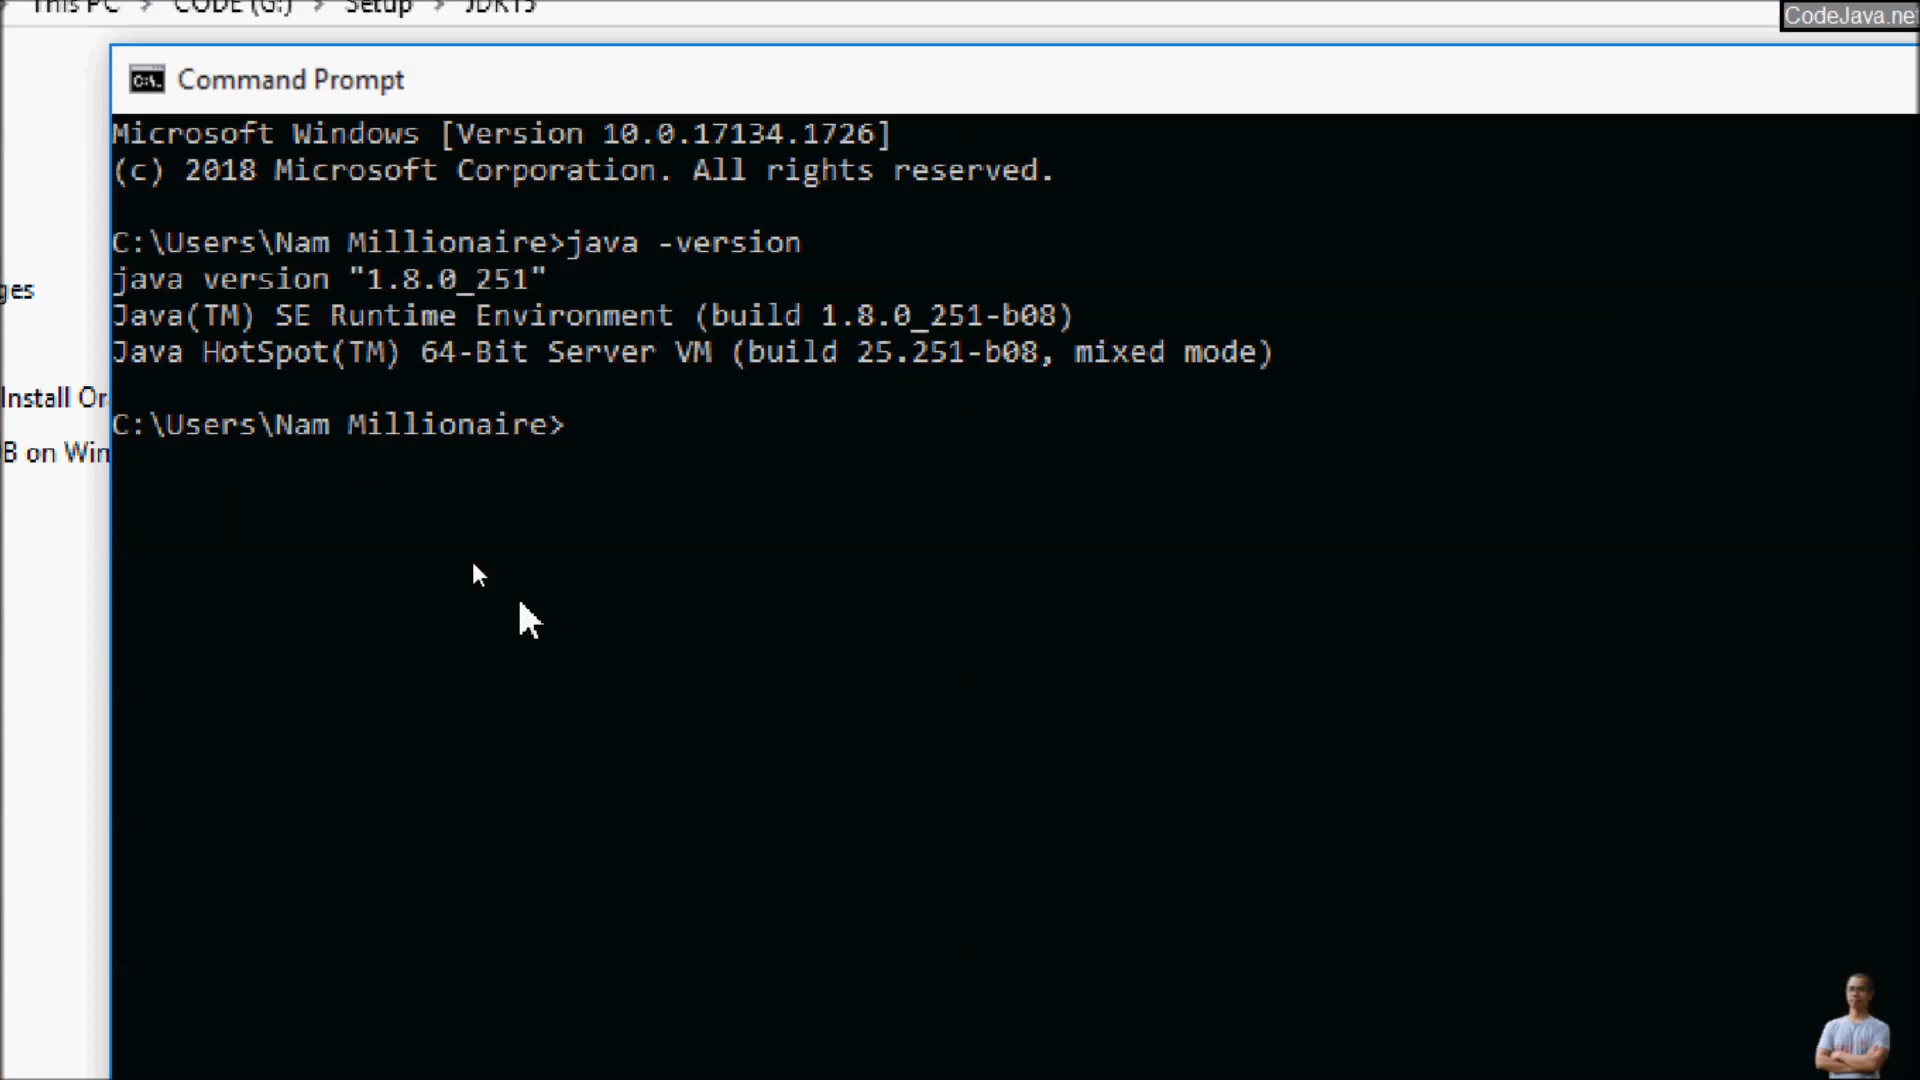 This PC > CODE (G:) > Setup > JDK15
CodeJava.ne
Command Prompt
Microsoft Windows [Version 10.0.17134.1726]
(c) 2018 Microsoft Corporation. All rights reserved.
C:\Users\Nam Millionaire>java -version
java version "1.8.0_251"
ges
Java(TM) SE Runtime Environment (build 1.8.0_251-b08)
Java HotSpot(TM) 64-Bit Server VM (build 25.251-b08, mixed mode)
Install Or
C:\Users\Nam Millionaire>
B on Win